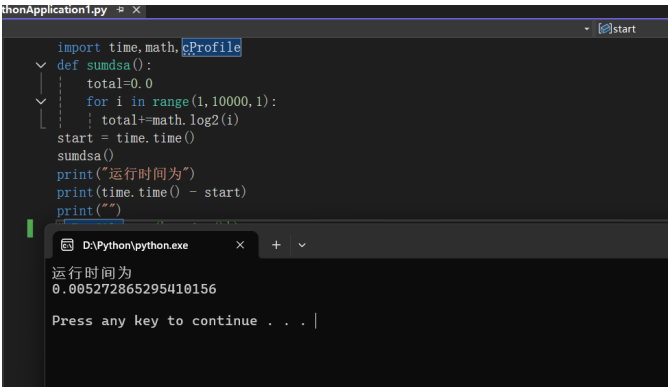 thonApplication1.py
start
import time,math,cProfile
def sumdsa():
total=0.0
for i in range(1,10000,1):
total+=math.log2(i)
start = time.time()
sumdsa()
print("运行时间为")
print(time.time() - start)
print("")
D:\Python\python.exe
运行时间为
0.005272865295410156
Press any key to continue . . .